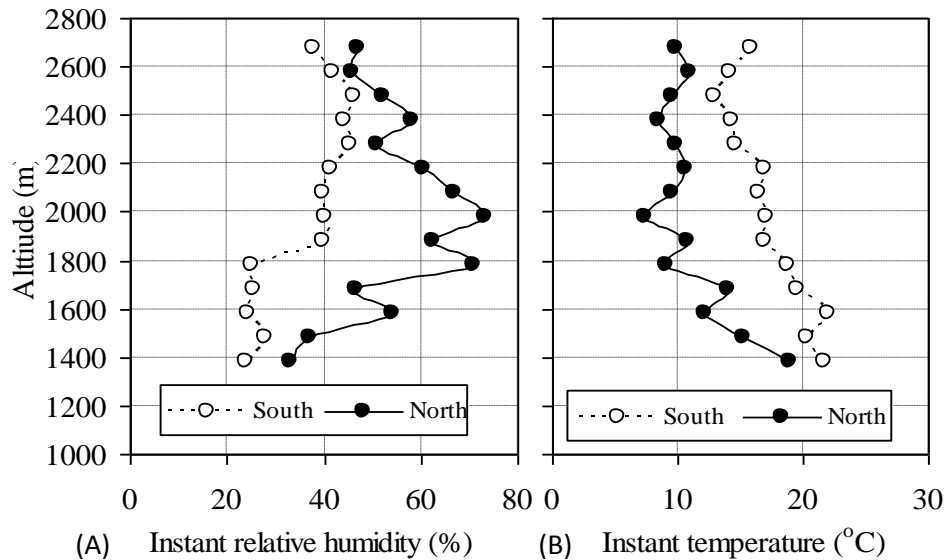 2800
2600
2400
2200
2000
1800
1600
1400
1200
1000
Alttiude (m)
South North
South North
0 20 40 60 80
0 10 20 30
(A) Instant relative humidity (%)
(B) Instant temperature (°C)